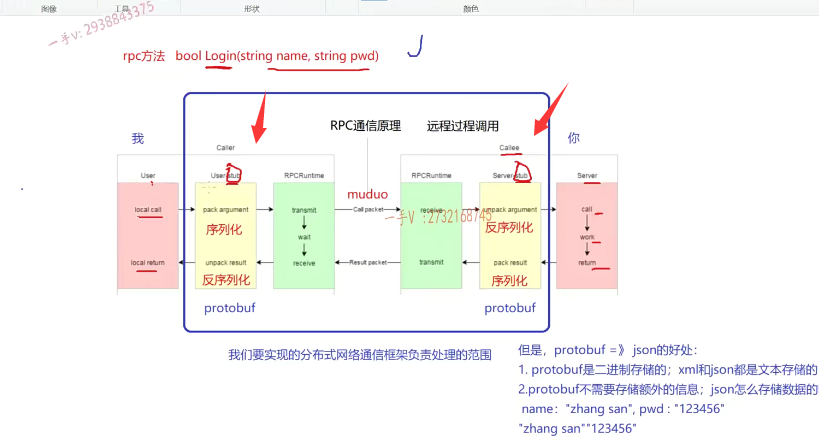 图像 工具 形状 颜色
一手v: 2938843375
rpc方法 bool Login(string name, string pwd)
RPC通信原理 远程过程调用
我 你
Caller Callee
User User-stub RPCRuntime RPCRuntime Server-stub Server
muduo
local call pack argument transmit Call packet receive unpack argument call
一手V :2732168745
序列化 反序列化
wait work
local return unpack result receive Result packet transmit pack result return
反序列化 序列化
protobuf protobuf
我们要实现的分布式网络通信框架负责处理的范围
但是，protobuf =》 json的好处：
1. protobuf是二进制存储的；xml和json都是文本存储的
2.protobuf不需要存储额外的信息；json怎么存储数据的
name："zhang san", pwd : "123456"
"zhang san""123456"